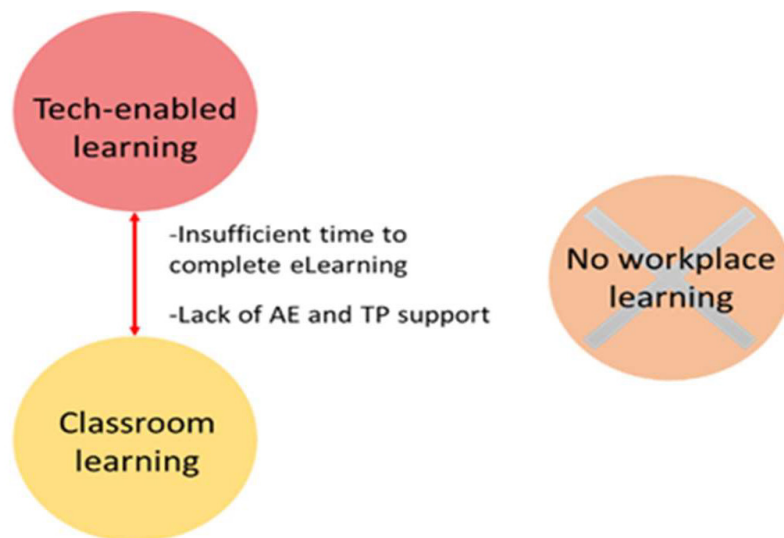 Tech-enabled
learning
-Insufficient time to
complete eLearning
-Lack of AE and TP support
No workplace
learning
Classroom
learning